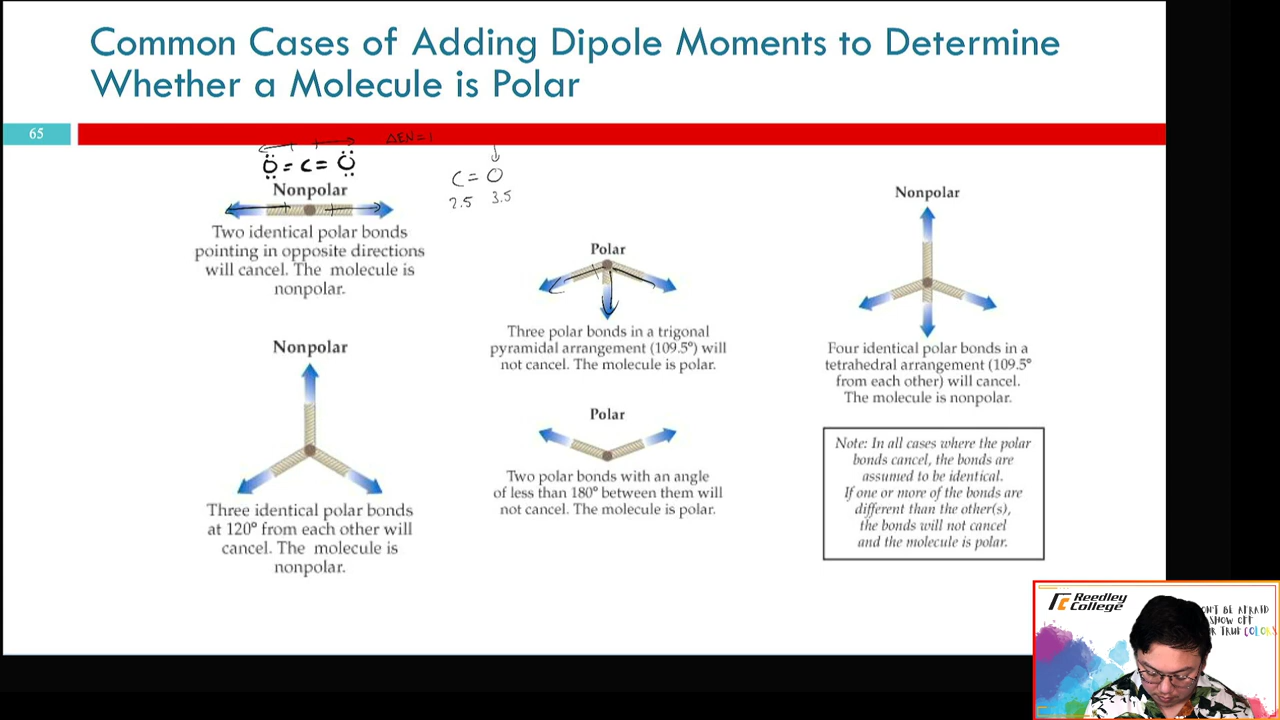 Common Cases of Adding Dipole Moments to Determine
Whether a Molecule is Polar
65
ΔEN=1
O=C=O
C=O
2.5 3.5
Nonpolar
Two identical polar bonds
pointing in opposite directions
will cancel. The molecule is
nonpolar.
Nonpolar
Three identical polar bonds
at 120° from each other will
cancel. The molecule is
nonpolar.
Polar
Three polar bonds in a trigonal
pyramidal arrangement (109.5°) will
not cancel. The molecule is polar.
Polar
Two polar bonds with an angle
of less than 180° between them will
not cancel. The molecule is polar.
Nonpolar
Four identical polar bonds in a
tetrahedral arrangement (109.5°
from each other) will cancel.
The molecule is nonpolar.
Note: In all cases where the polar
bonds cancel, the bonds are
assumed to be identical.
If one or more of the bonds are
different than the other(s),
the bonds will not cancel
and the molecule is polar.
Reedley
College
BE AFRAID
SHOW OFF
TRUE COLORS